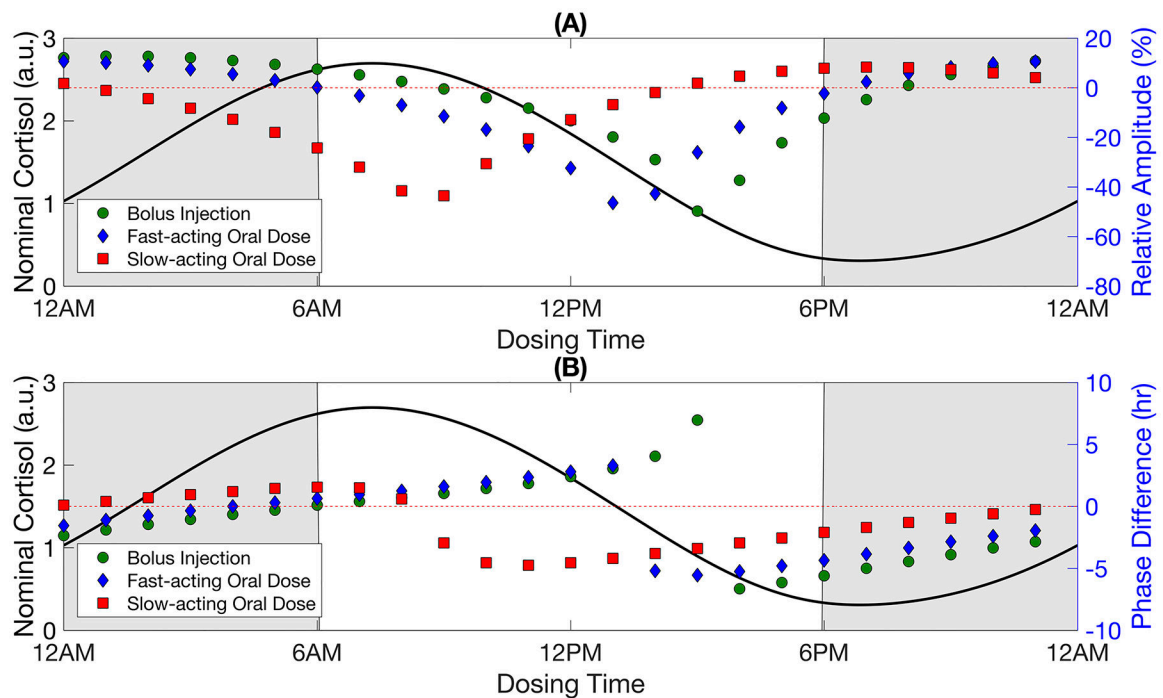 (A)
Nominal Cortisol (a.u.)
3
2
1
0
20
0
-20
-40
-60
-80
Relative Amplitude (%)
Bolus Injection
Fast-acting Oral Dose
Slow-acting Oral Dose
12AM 6AM 12PM 6PM 12AM
Dosing Time
(B)
Nominal Cortisol (a.u.)
3
2
1
0
10
5
0
-5
-10
Phase Difference (hr)
Bolus Injection
Fast-acting Oral Dose
Slow-acting Oral Dose
12AM 6AM 12PM 6PM 12AM
Dosing Time